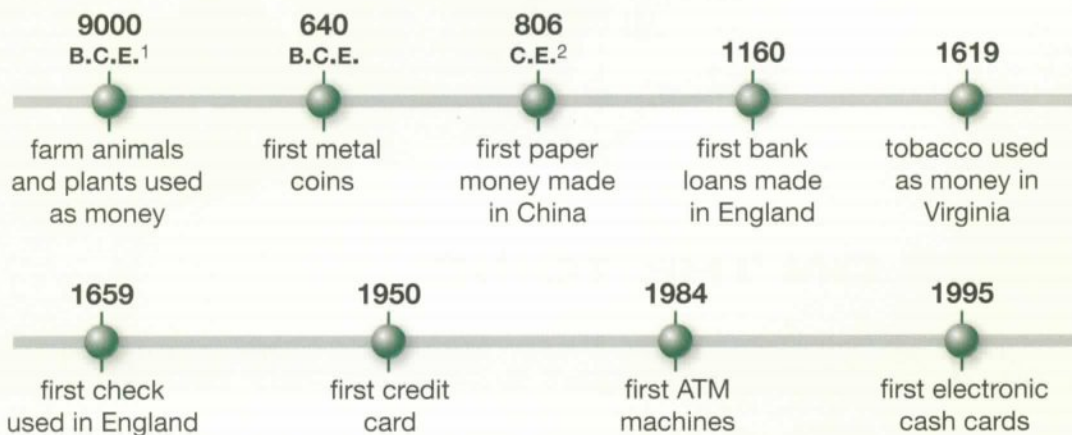 9000 640 806 1160 1619
B.C.E.¹ B.C.E. C.E.²
farm animals first metal first paper first bank tobacco used
and plants used coins money made loans made as money in
as money in China in England Virginia
1659 1950 1984 1995
first check first credit first ATM first electronic
used in England card machines cash cards